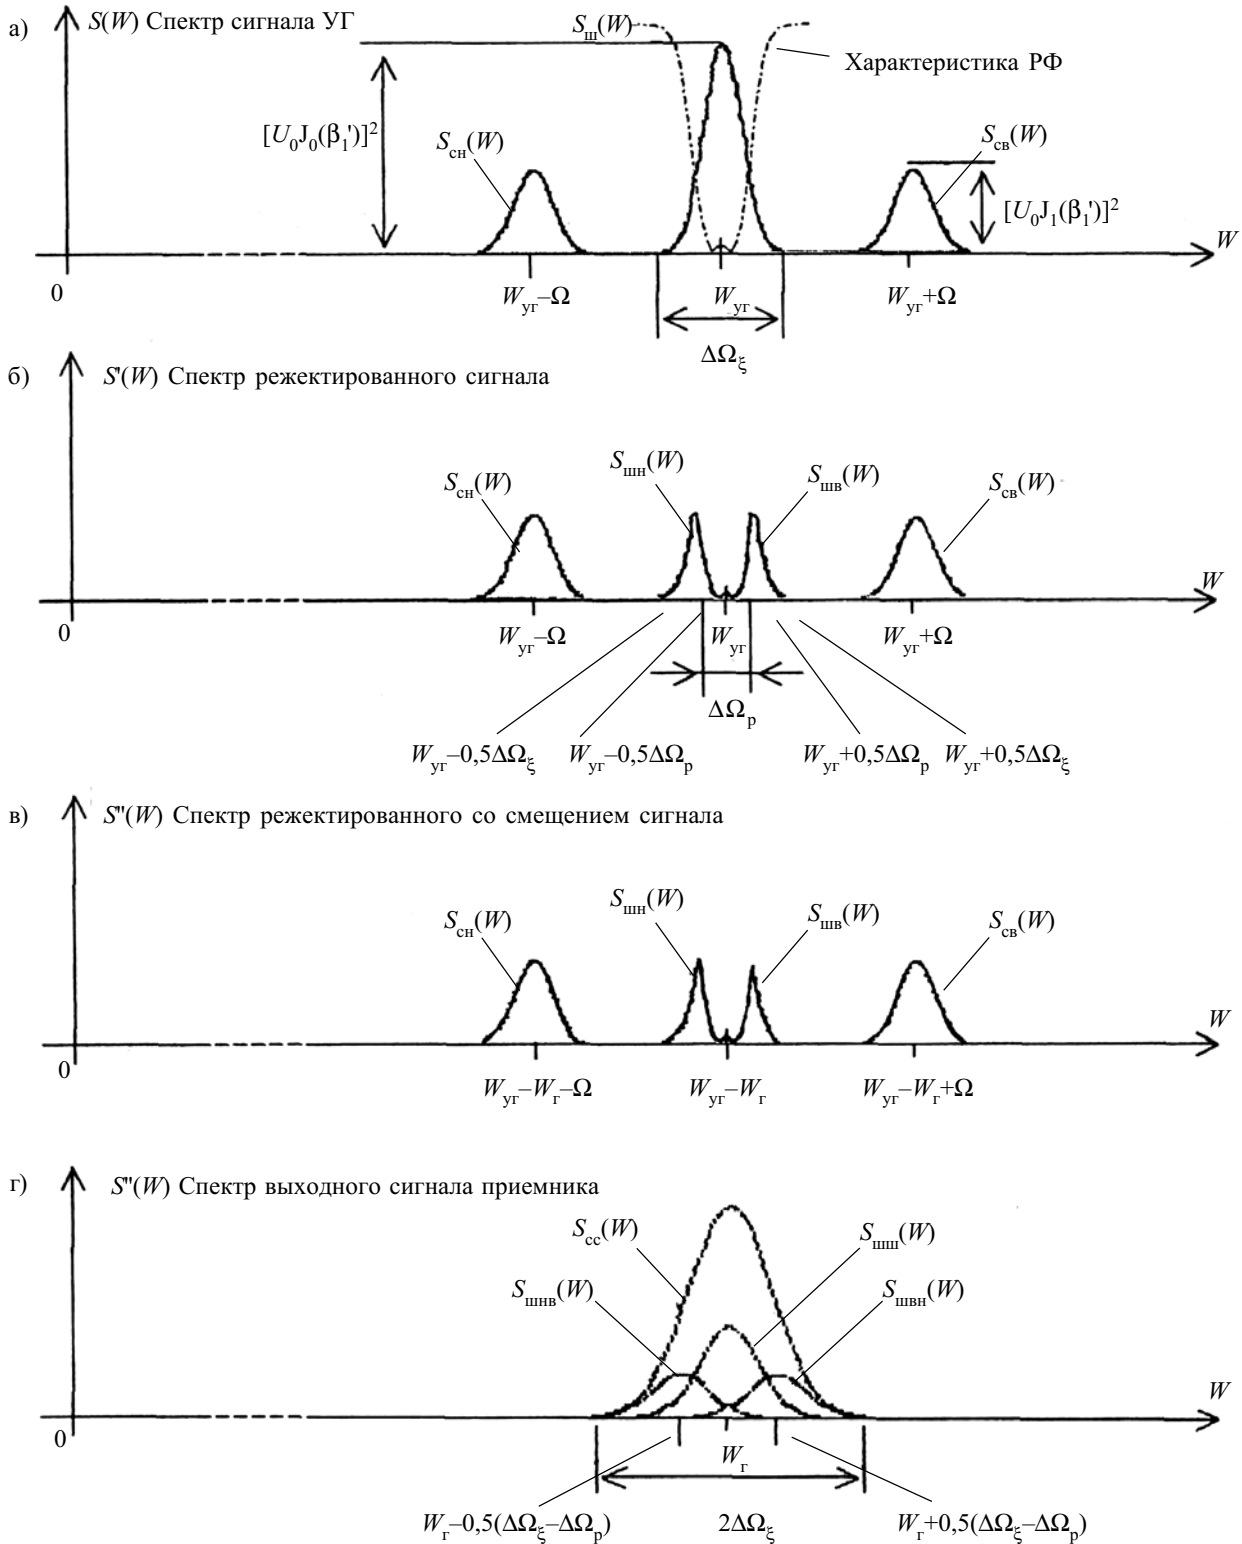 а)
S(W) Спектр сигнала УГ
Sш(W)
Характеристика РФ
[U0J0(β1')]2
Sсн(W)
Sсв(W)
[U0J1(β1')]2
W
0
Wуг–Ω
Wуг
Wуг+Ω
ΔΩξ
б)
S'(W) Спектр режектированного сигнала
Sсн(W)
Sшн(W)
Sшв(W)
Sсв(W)
W
0
Wуг–Ω
Wуг
Wуг+Ω
ΔΩр
Wуг–0,5ΔΩξ
Wуг–0,5ΔΩр
Wуг+0,5ΔΩр
Wуг+0,5ΔΩξ
в)
S"(W) Спектр режектированного со смещением сигнала
Sсн(W)
Sшн(W)
Sшв(W)
Sсв(W)
W
0
Wуг–Wг–Ω
Wуг–Wг
Wуг–Wг+Ω
г)
S"(W) Спектр выходного сигнала приемника
Sсс(W)
Sшш(W)
Sшнв(W)
Sшвн(W)
W
0
Wг
Wг–0,5(ΔΩξ–ΔΩр)
2ΔΩξ
Wг+0,5(ΔΩξ–ΔΩр)